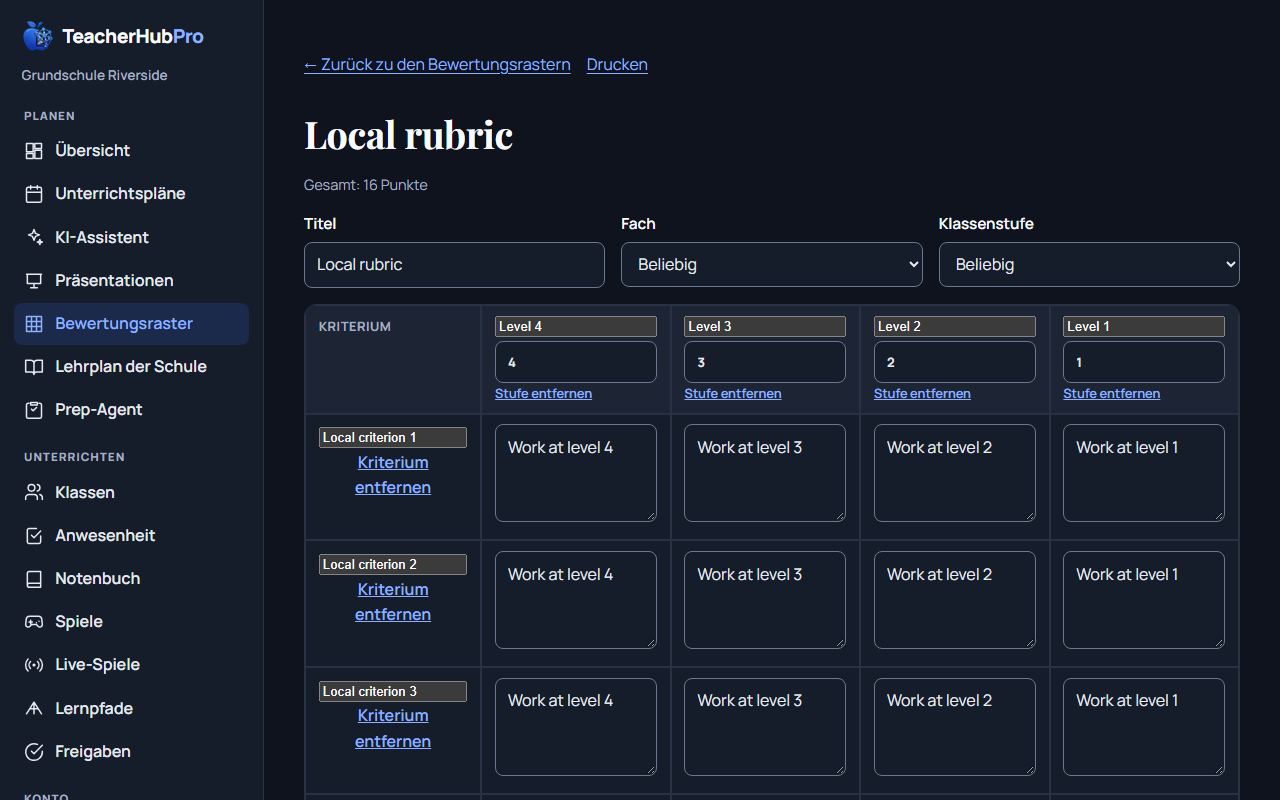 TeacherHubPro
Grundschule Riverside
PLANEN
Übersicht
Unterrichtspläne
KI-Assistent
Präsentationen
Bewertungsraster
Lehrplan der Schule
Prep-Agent
UNTERRICHTEN
Klassen
Anwesenheit
Notenbuch
Spiele
Live-Spiele
Lernpfade
Freigaben
KONTO
← Zurück zu den Bewertungsrastern Drucken
Local rubric
Gesamt: 16 Punkte
Titel Fach Klassenstufe
Local rubric Beliebig Beliebig
KRITERIUM Level 4 Level 3 Level 2 Level 1
4 3 2 1
Stufe entfernen Stufe entfernen Stufe entfernen Stufe entfernen
Local criterion 1 Work at level 4 Work at level 3 Work at level 2 Work at level 1
Kriterium
entfernen
Local criterion 2 Work at level 4 Work at level 3 Work at level 2 Work at level 1
Kriterium
entfernen
Local criterion 3 Work at level 4 Work at level 3 Work at level 2 Work at level 1
Kriterium
entfernen